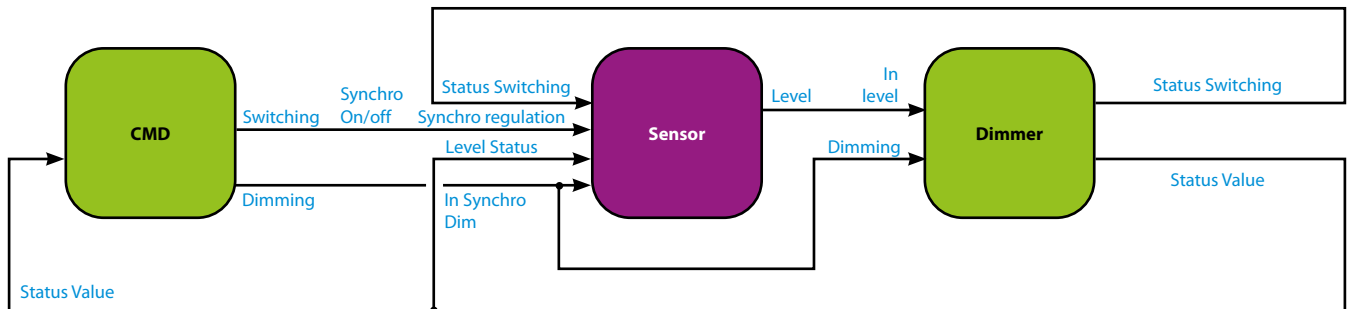 Status Switching
In
level
Level
Status Switching
Synchro
On/off
Switching
Synchro regulation
CMD
Sensor
Dimmer
Level Status
Dimming
Status Value
Dimming
In Synchro
Dim
Status Value